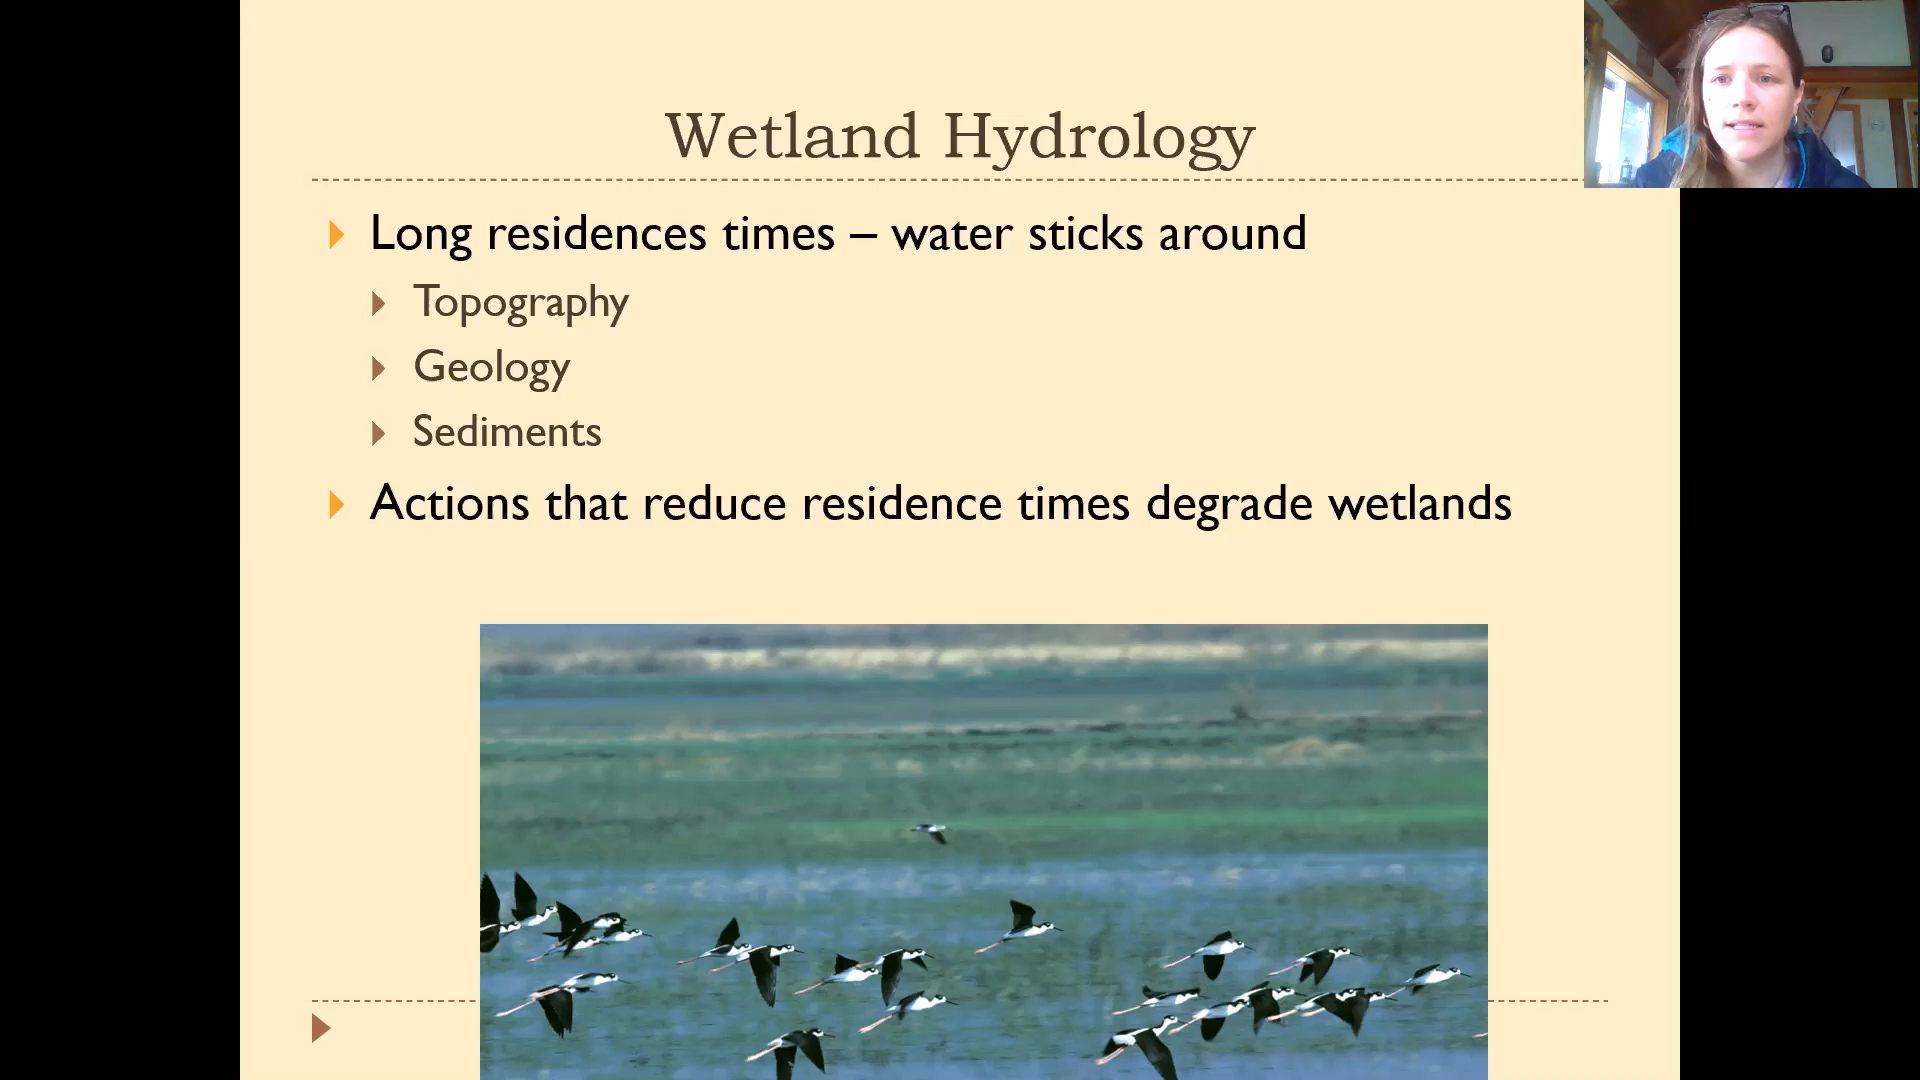 Wetland Hydrology
Long residences times – water sticks around
Topography
Geology
Sediments
Actions that reduce residence times degrade wetlands